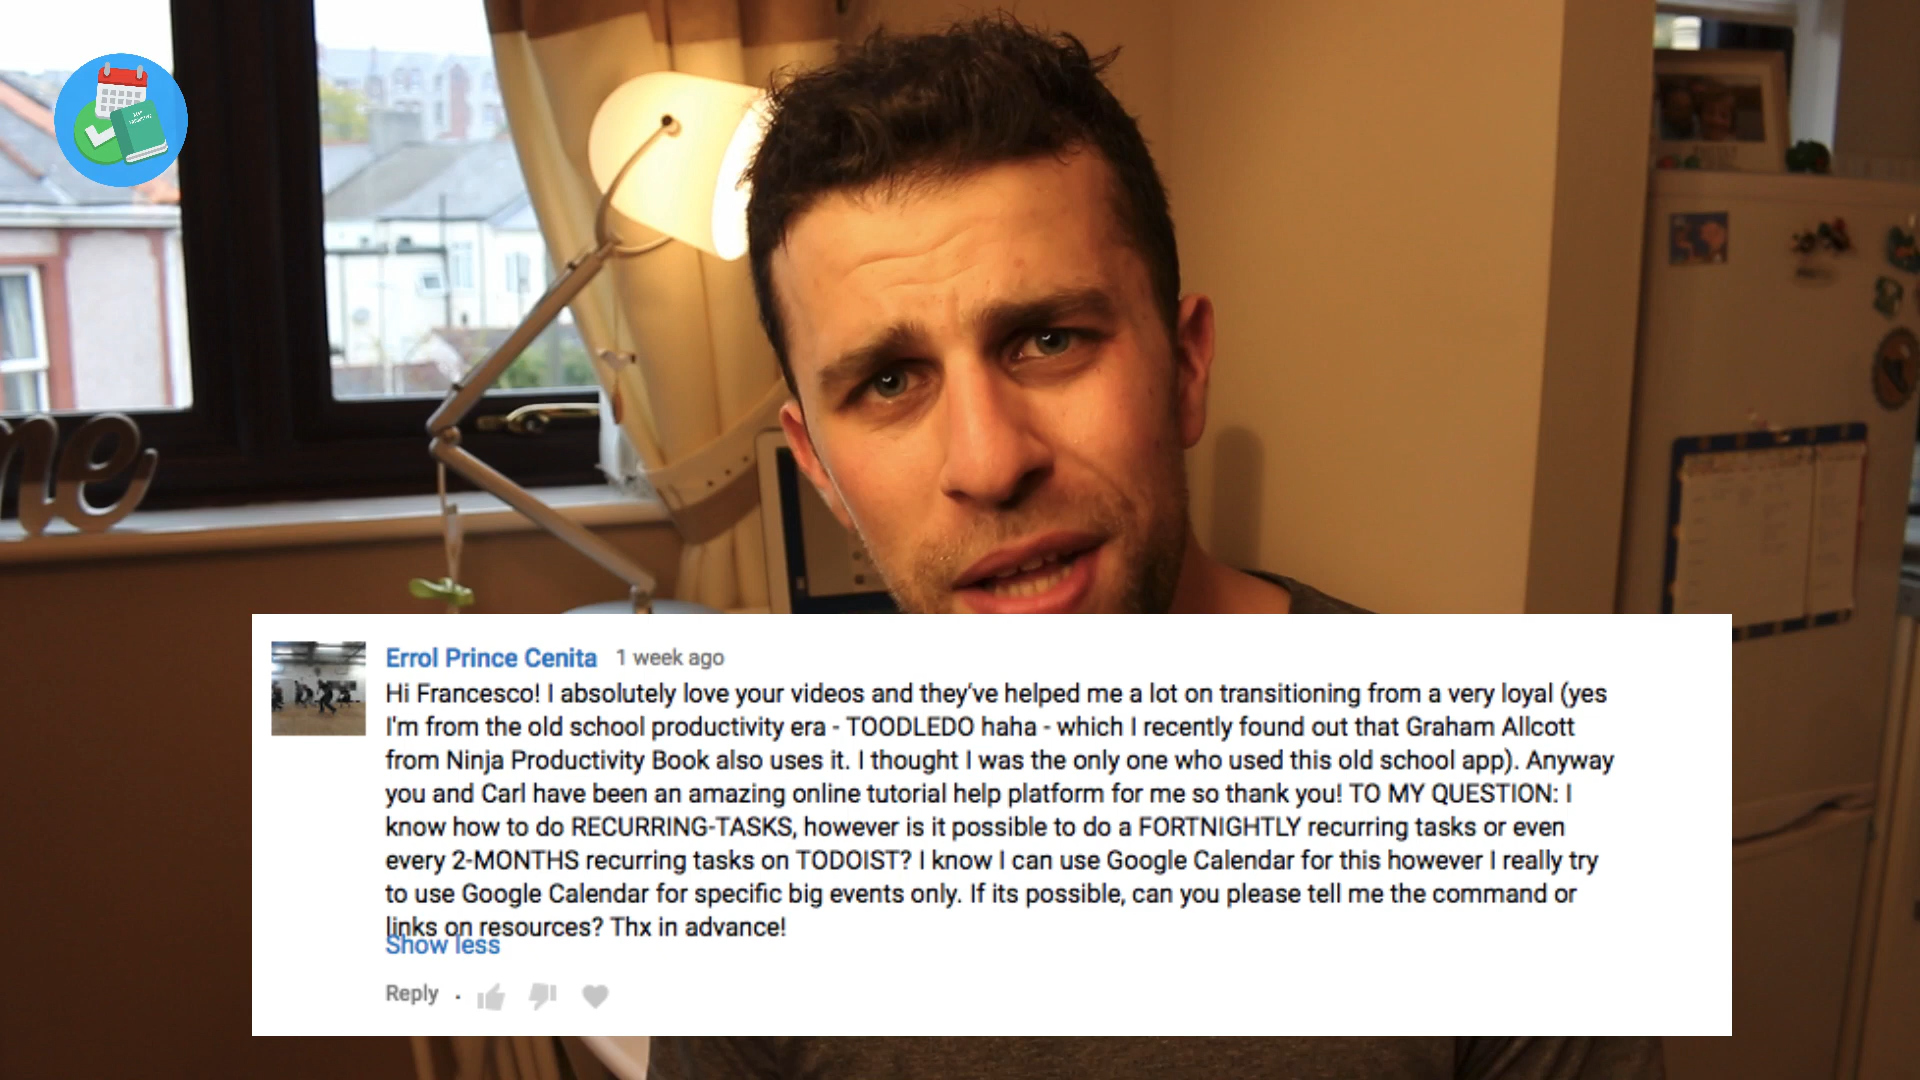 me
Errol Prince Cenita 1 week ago
Hi Francesco! I absolutely love your videos and they've helped me a lot on transitioning from a very loyal (yes
I'm from the old school productivity era - TOODLEDO haha - which I recently found out that Graham Allcott
from Ninja Productivity Book also uses it. I thought I was the only one who used this old school app). Anyway
you and Carl have been an amazing online tutorial help platform for me so thank you! TO MY QUESTION: I
know how to do RECURRING-TASKS, however is it possible to do a FORTNIGHTLY recurring tasks or even
every 2-MONTHS recurring tasks on TODOIST? I know I can use Google Calendar for this however I really try
to use Google Calendar for specific big events only. If its possible, can you please tell me the command or
links on resources? Thx in advance!
Show less
Reply